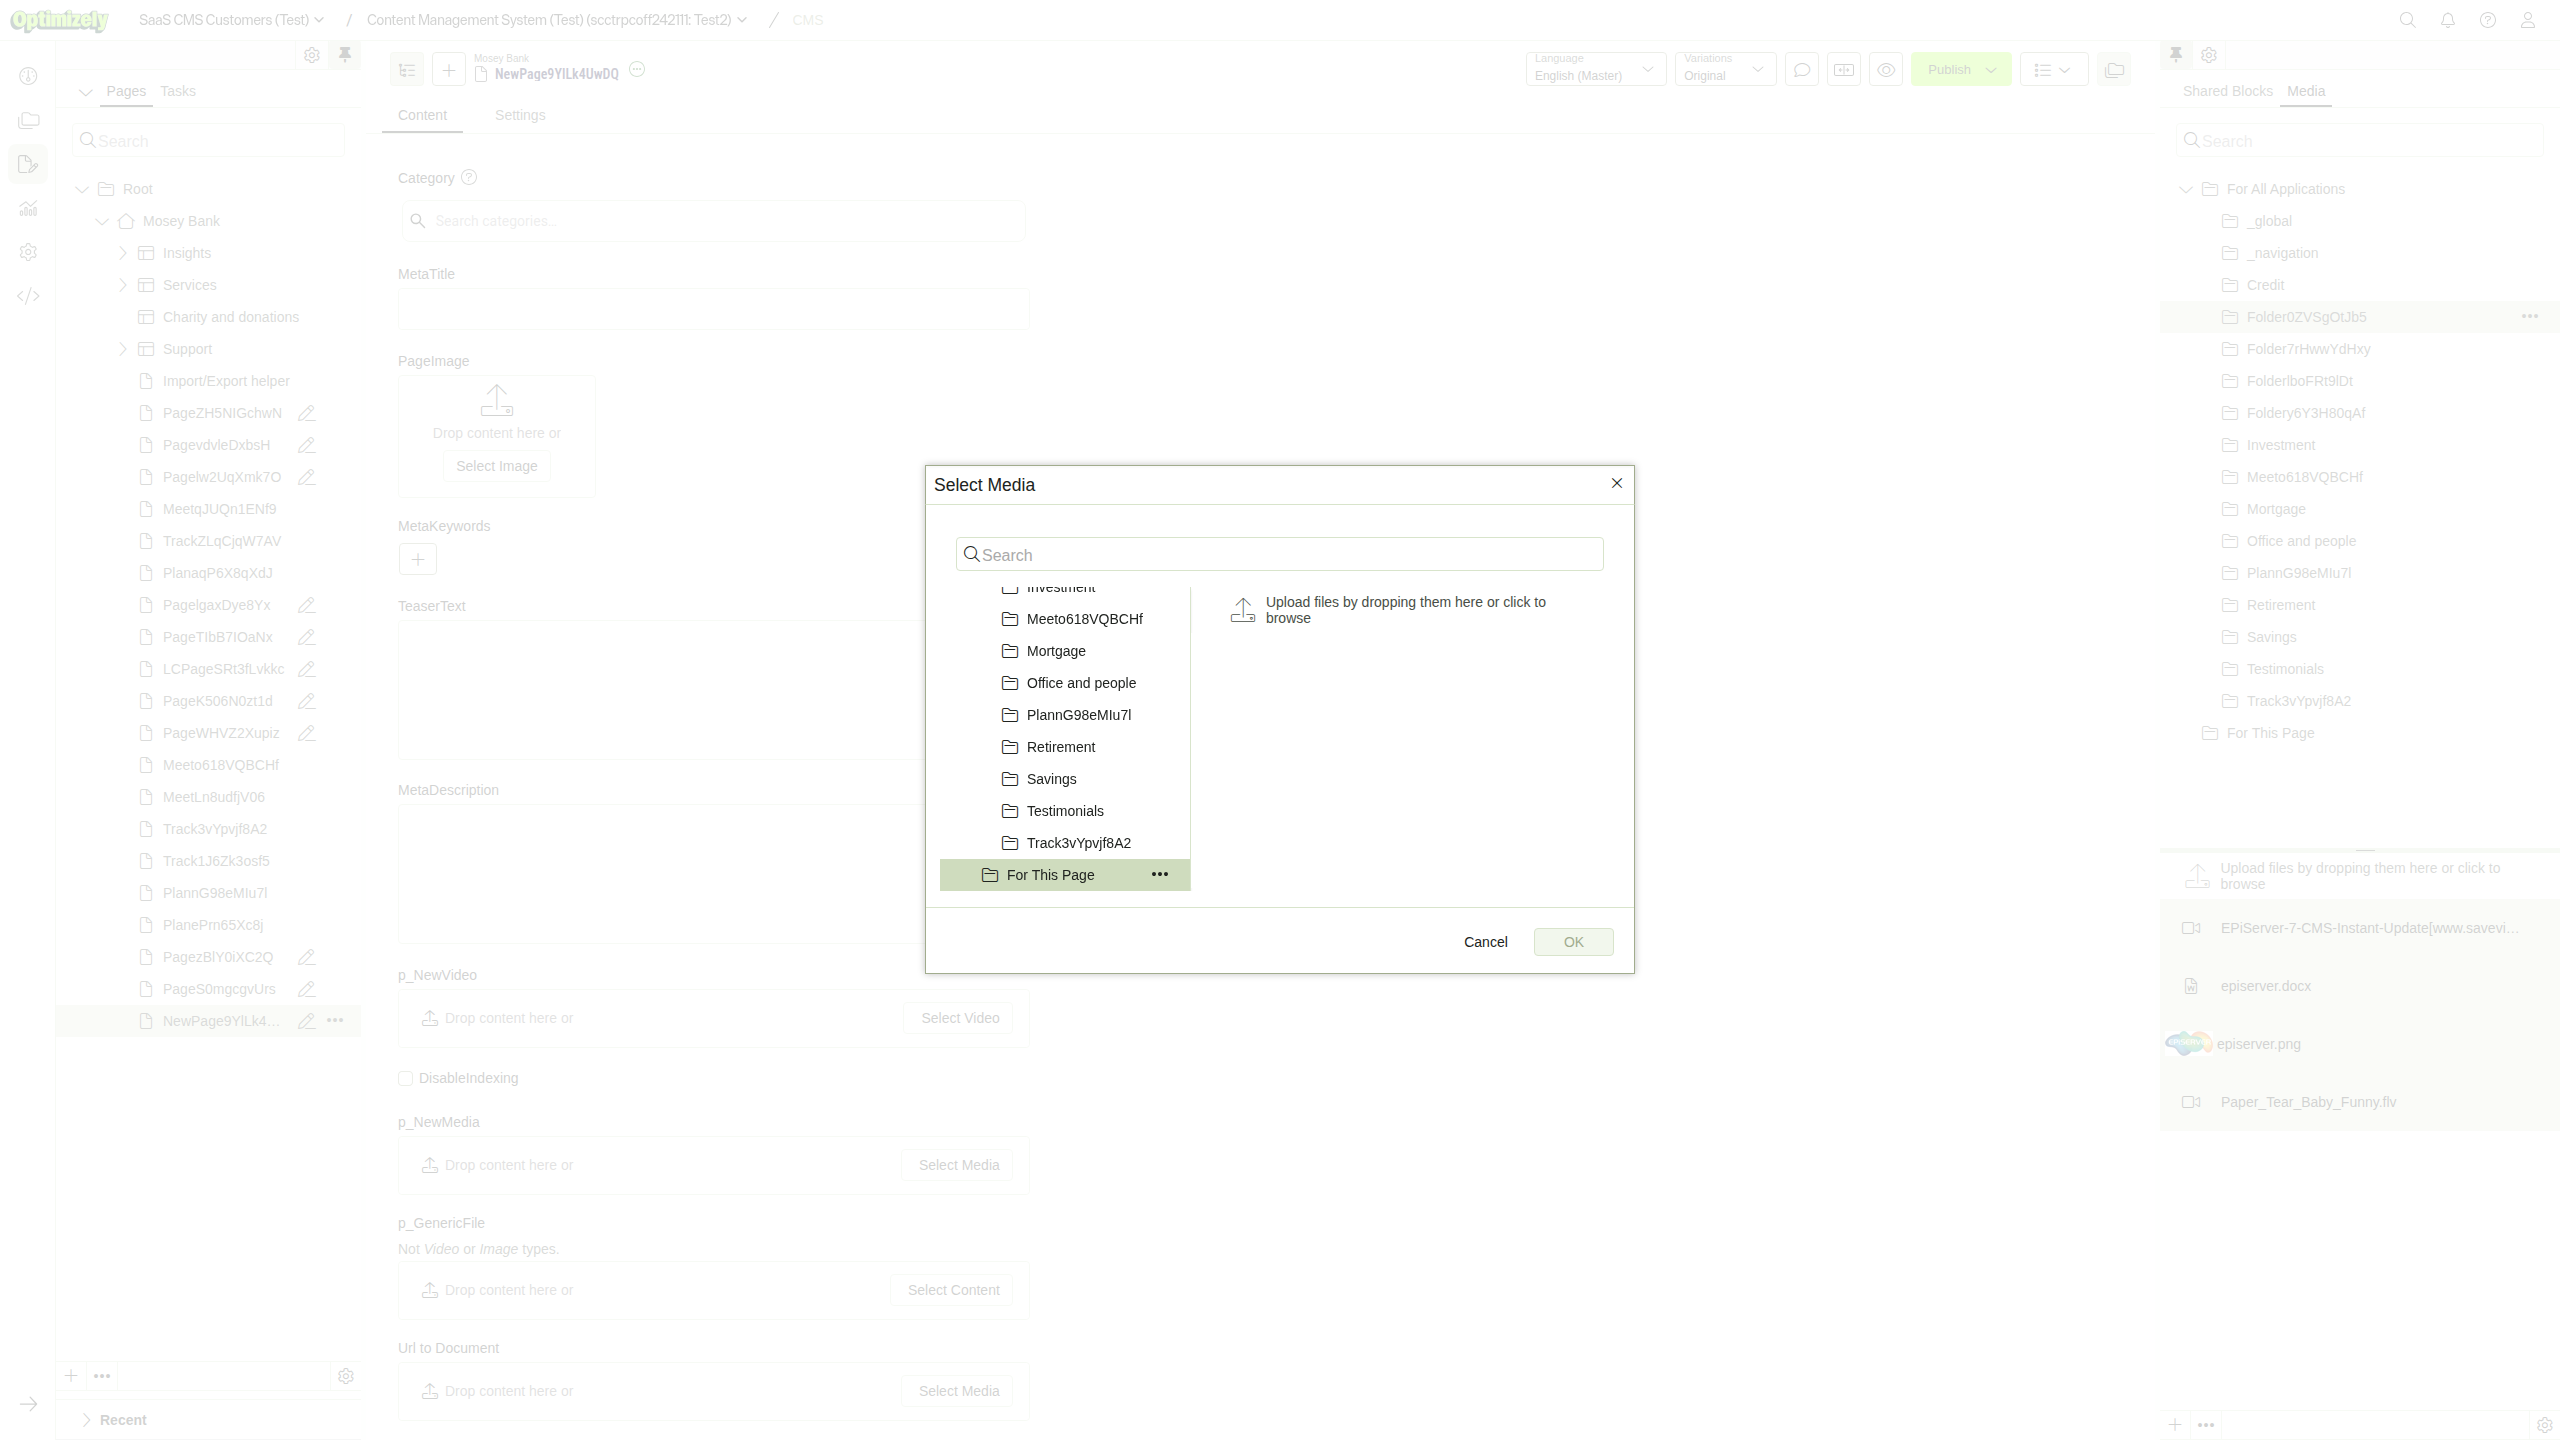 Optimizely
SaaS CMS Customers (Test)
/
Content Management System (Test) (scctrpcoff242111: Test2)
/
CMS
Pages
Tasks
Search
Root
Mosey Bank
Insights
Services
Charity and donations
Support
Import/Export helper
PageZH5NIGchwN
PagevdvleDxbsH
Pagelw2UqXmk7O
MeetqJUQn1ENf9
TrackZLqCjqW7AV
PlanaqP6X8qXdJ
PagelgaxDye8Yx
PageTIbB7IOaNx
LCPageSRt3fLvkkc
PageK506N0zt1d
PageWHVZ2Xupiz
Meeto618VQBCHf
MeetLn8udfjV06
Track3vYpvjf8A2
Track1J6Zk3osf5
PlannG98eMIu7l
PlanePrn65Xc8j
PagezBlY0iXC2Q
PageS0mgcgvUrs
NewPage9YlLk4...
Recent
Mosey Bank
NewPage9YlLk4UwDQ
Language
English (Master)
Variations
Original
Publish
Content
Settings
Category
Search categories...
MetaTitle
PageImage
Drop content here or
Select Image
MetaKeywords
TeaserText
MetaDescription
p_NewVideo
Drop content here or
Select Video
DisableIndexing
p_NewMedia
Drop content here or
Select Media
p_GenericFile
Not Video or Image types.
Drop content here or
Select Content
Url to Document
Drop content here or
Select Media
Select Media
Search
Investment
Meeto618VQBCHf
Mortgage
Office and people
PlannG98eMIu7l
Retirement
Savings
Testimonials
Track3vYpvjf8A2
For This Page
Upload files by dropping them here or click to
browse
Cancel
OK
Shared Blocks
Media
Search
For All Applications
_global
_navigation
Credit
Folder0ZVSgOtJb5
Folder7rHwwYdHxy
FolderlboFRt9lDt
Foldery6Y3H80qAf
Investment
Meeto618VQBCHf
Mortgage
Office and people
PlannG98eMIu7l
Retirement
Savings
Testimonials
Track3vYpvjf8A2
For This Page
Upload files by dropping them here or click to
browse
EPiServer-7-CMS-Instant-Update[www.savevi...
episerver.docx
episerver.png
Paper_Tear_Baby_Funny.flv